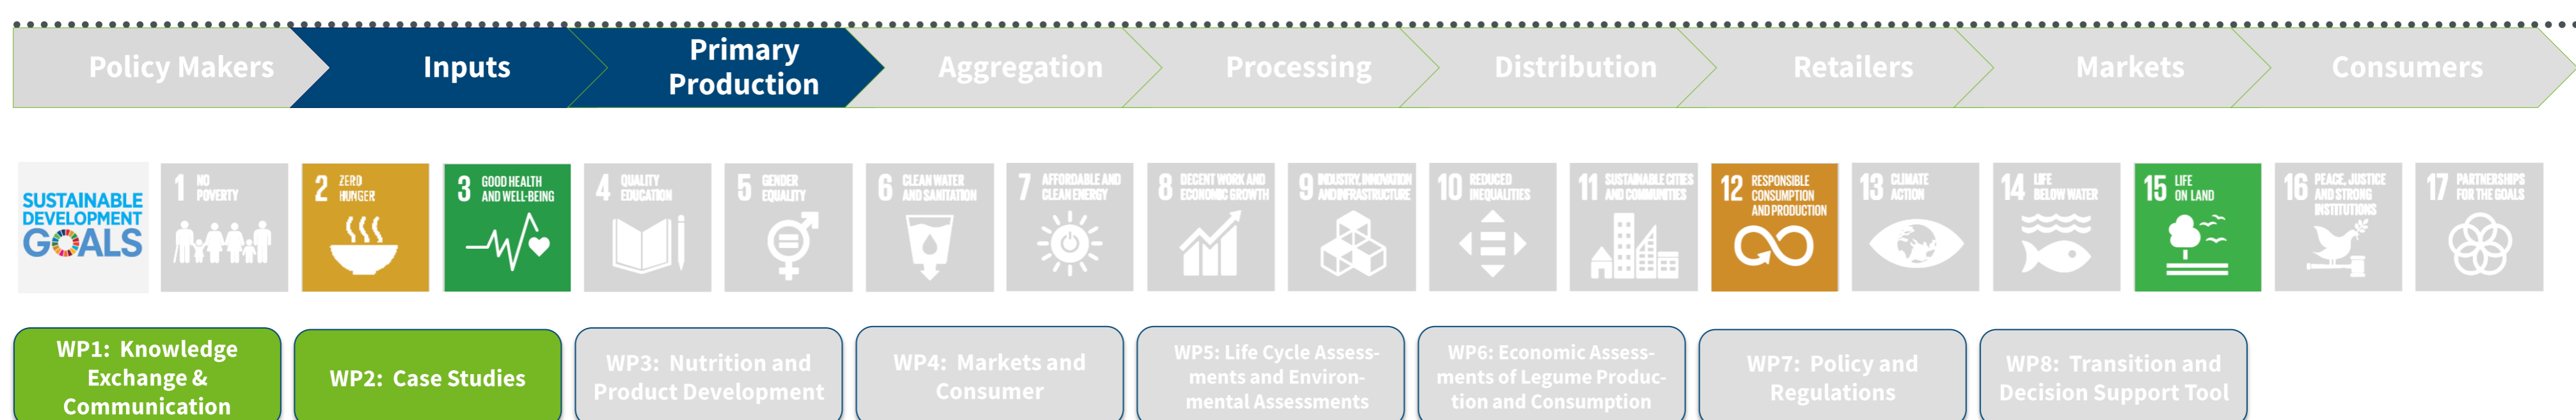 Policy Makers
Inputs
Primary
Production
Aggregation
Processing
Distribution
Retailers
Markets
Consumers
SUSTAINABLE
DEVELOPMENT
GOALS
1 NO
POVERTY
2 ZERO
HUNGER
3 GOOD HEALTH
AND WELL-BEING
4 QUALITY
EDUCATION
5 GENDER
EQUALITY
6 CLEAN WATER
AND SANITATION
7 AFFORDABLE AND
CLEAN ENERGY
8 DECENT WORK AND
ECONOMIC GROWTH
9 INDUSTRY, INNOVATION
AND INFRASTRUCTURE
10 REDUCED
INEQUALITIES
11 SUSTAINABLE CITIES
AND COMMUNITIES
12 RESPONSIBLE
CONSUMPTION
AND PRODUCTION
13 CLIMATE
ACTION
14 LIFE
BELOW WATER
15 LIFE
ON LAND
16 PEACE, JUSTICE
AND STRONG
INSTITUTIONS
17 PARTNERSHIPS
FOR THE GOALS
WP1: Knowledge
Exchange &
Communication
WP2: Case Studies
WP3: Nutrition and
Product Development
WP4: Markets and
Consumer
WP5: Life Cycle Assess-
ments and Environ-
mental Assessments
WP6: Economic Assess-
ments of Legume Produc-
tion and Consumption
WP7: Policy and
Regulations
WP8: Transition and
Decision Support Tool